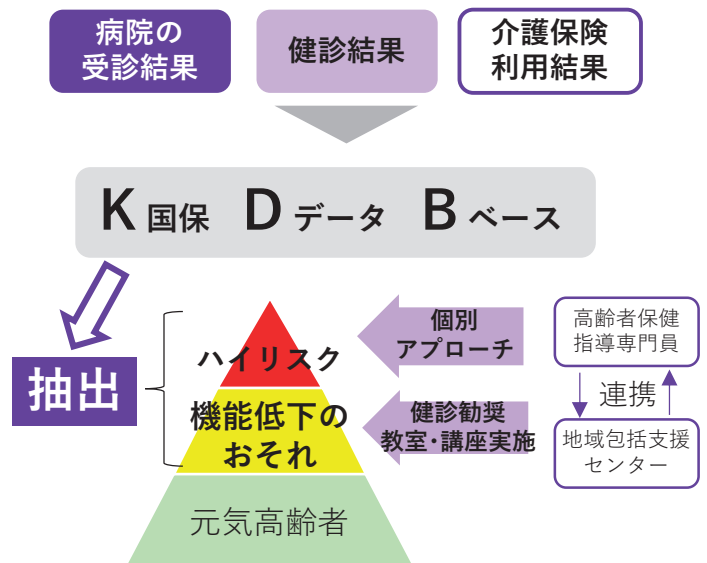 病院の
受診結果
健診結果
介護保険
利用結果
K 国保 D データ B ベース
抽出
ハイリスク
機能低下の
おそれ
元気高齢者
個別
アプローチ
健診勧奨
教室・講座実施
高齢者保健
指導専門員
連携
地域包括支援
センター